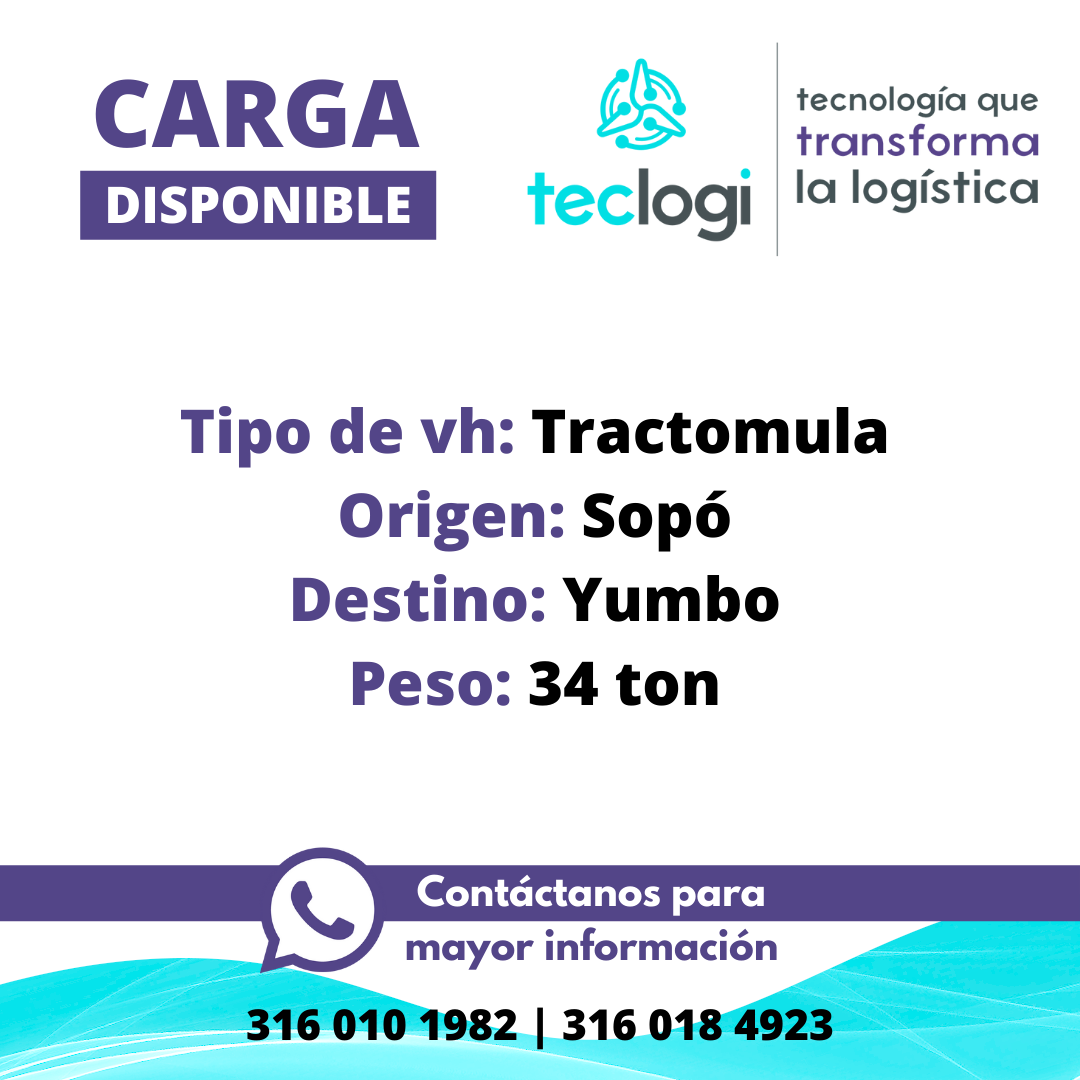 CARGA
DISPONIBLE
teclogi
tecnología que
transforma
la logística
Tipo de vh: Tractomula
Origen: Sopó
Destino: Yumbo
Peso: 34 ton
Contáctanos para
mayor información
316 010 1982 | 316 018 4923